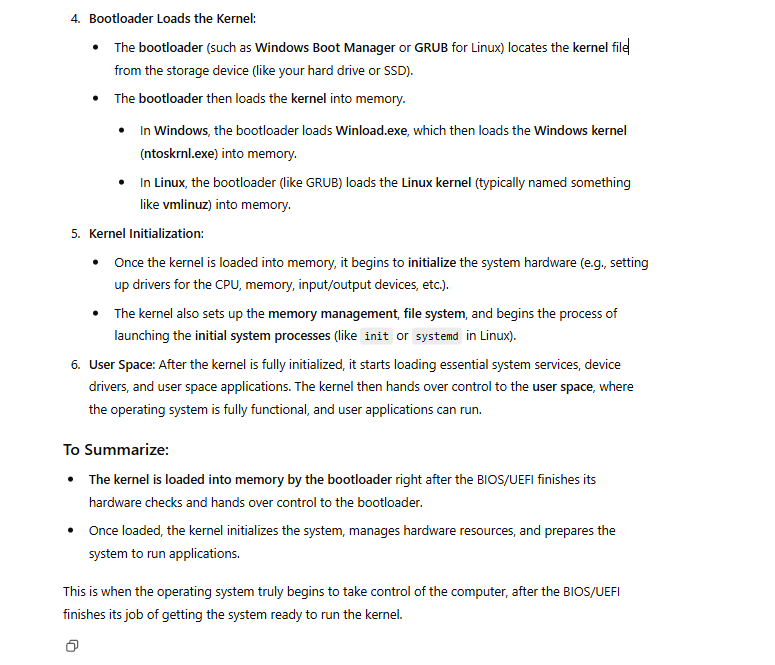 4. Bootloader Loads the Kernel:
• The bootloader (such as Windows Boot Manager or GRUB for Linux) locates the kernel file
from the storage device (like your hard drive or SSD).
• The bootloader then loads the kernel into memory.
• In Windows, the bootloader loads Winload.exe, which then loads the Windows kernel
(ntoskrnl.exe) into memory.
• In Linux, the bootloader (like GRUB) loads the Linux kernel (typically named something
like vmlinuz) into memory.
5. Kernel Initialization:
• Once the kernel is loaded into memory, it begins to initialize the system hardware (e.g., setting
up drivers for the CPU, memory, input/output devices, etc.).
• The kernel also sets up the memory management, file system, and begins the process of
launching the initial system processes (like init or systemd in Linux).
6. User Space: After the kernel is fully initialized, it starts loading essential system services, device
drivers, and user space applications. The kernel then hands over control to the user space, where
the operating system is fully functional, and user applications can run.
To Summarize:
• The kernel is loaded into memory by the bootloader right after the BIOS/UEFI finishes its
hardware checks and hands over control to the bootloader.
• Once loaded, the kernel initializes the system, manages hardware resources, and prepares the
system to run applications.
This is when the operating system truly begins to take control of the computer, after the BIOS/UEFI
finishes its job of getting the system ready to run the kernel.